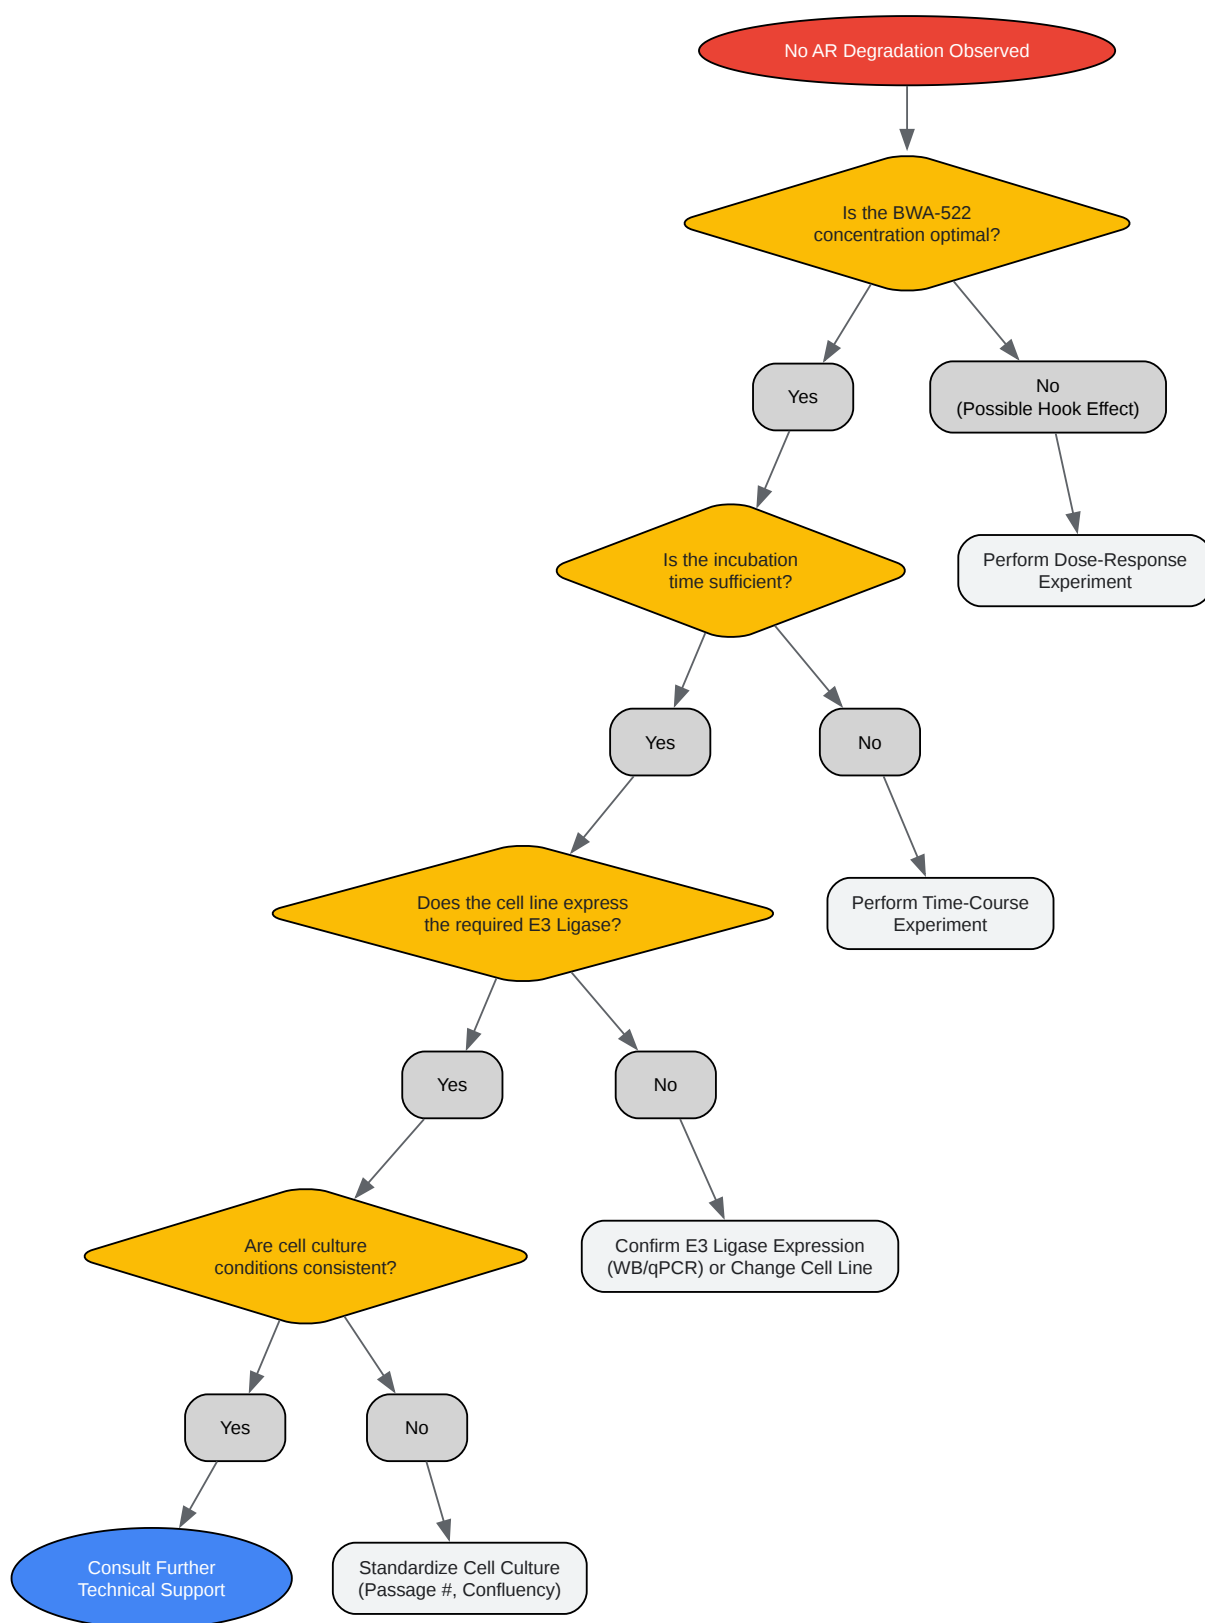 No AR Degradation Observed
Is the BWA-522
concentration optimal?
Yes
No
(Possible Hook Effect)
Is the incubation
time sufficient?
Perform Dose-Response
Experiment
Yes
No
Does the cell line express
the required E3 Ligase?
Perform Time-Course
Experiment
Yes
No
Are cell culture
conditions consistent?
Confirm E3 Ligase Expression
(WB/qPCR) or Change Cell Line
Yes
No
Consult Further
Technical Support
Standardize Cell Culture
(Passage #, Confluency)